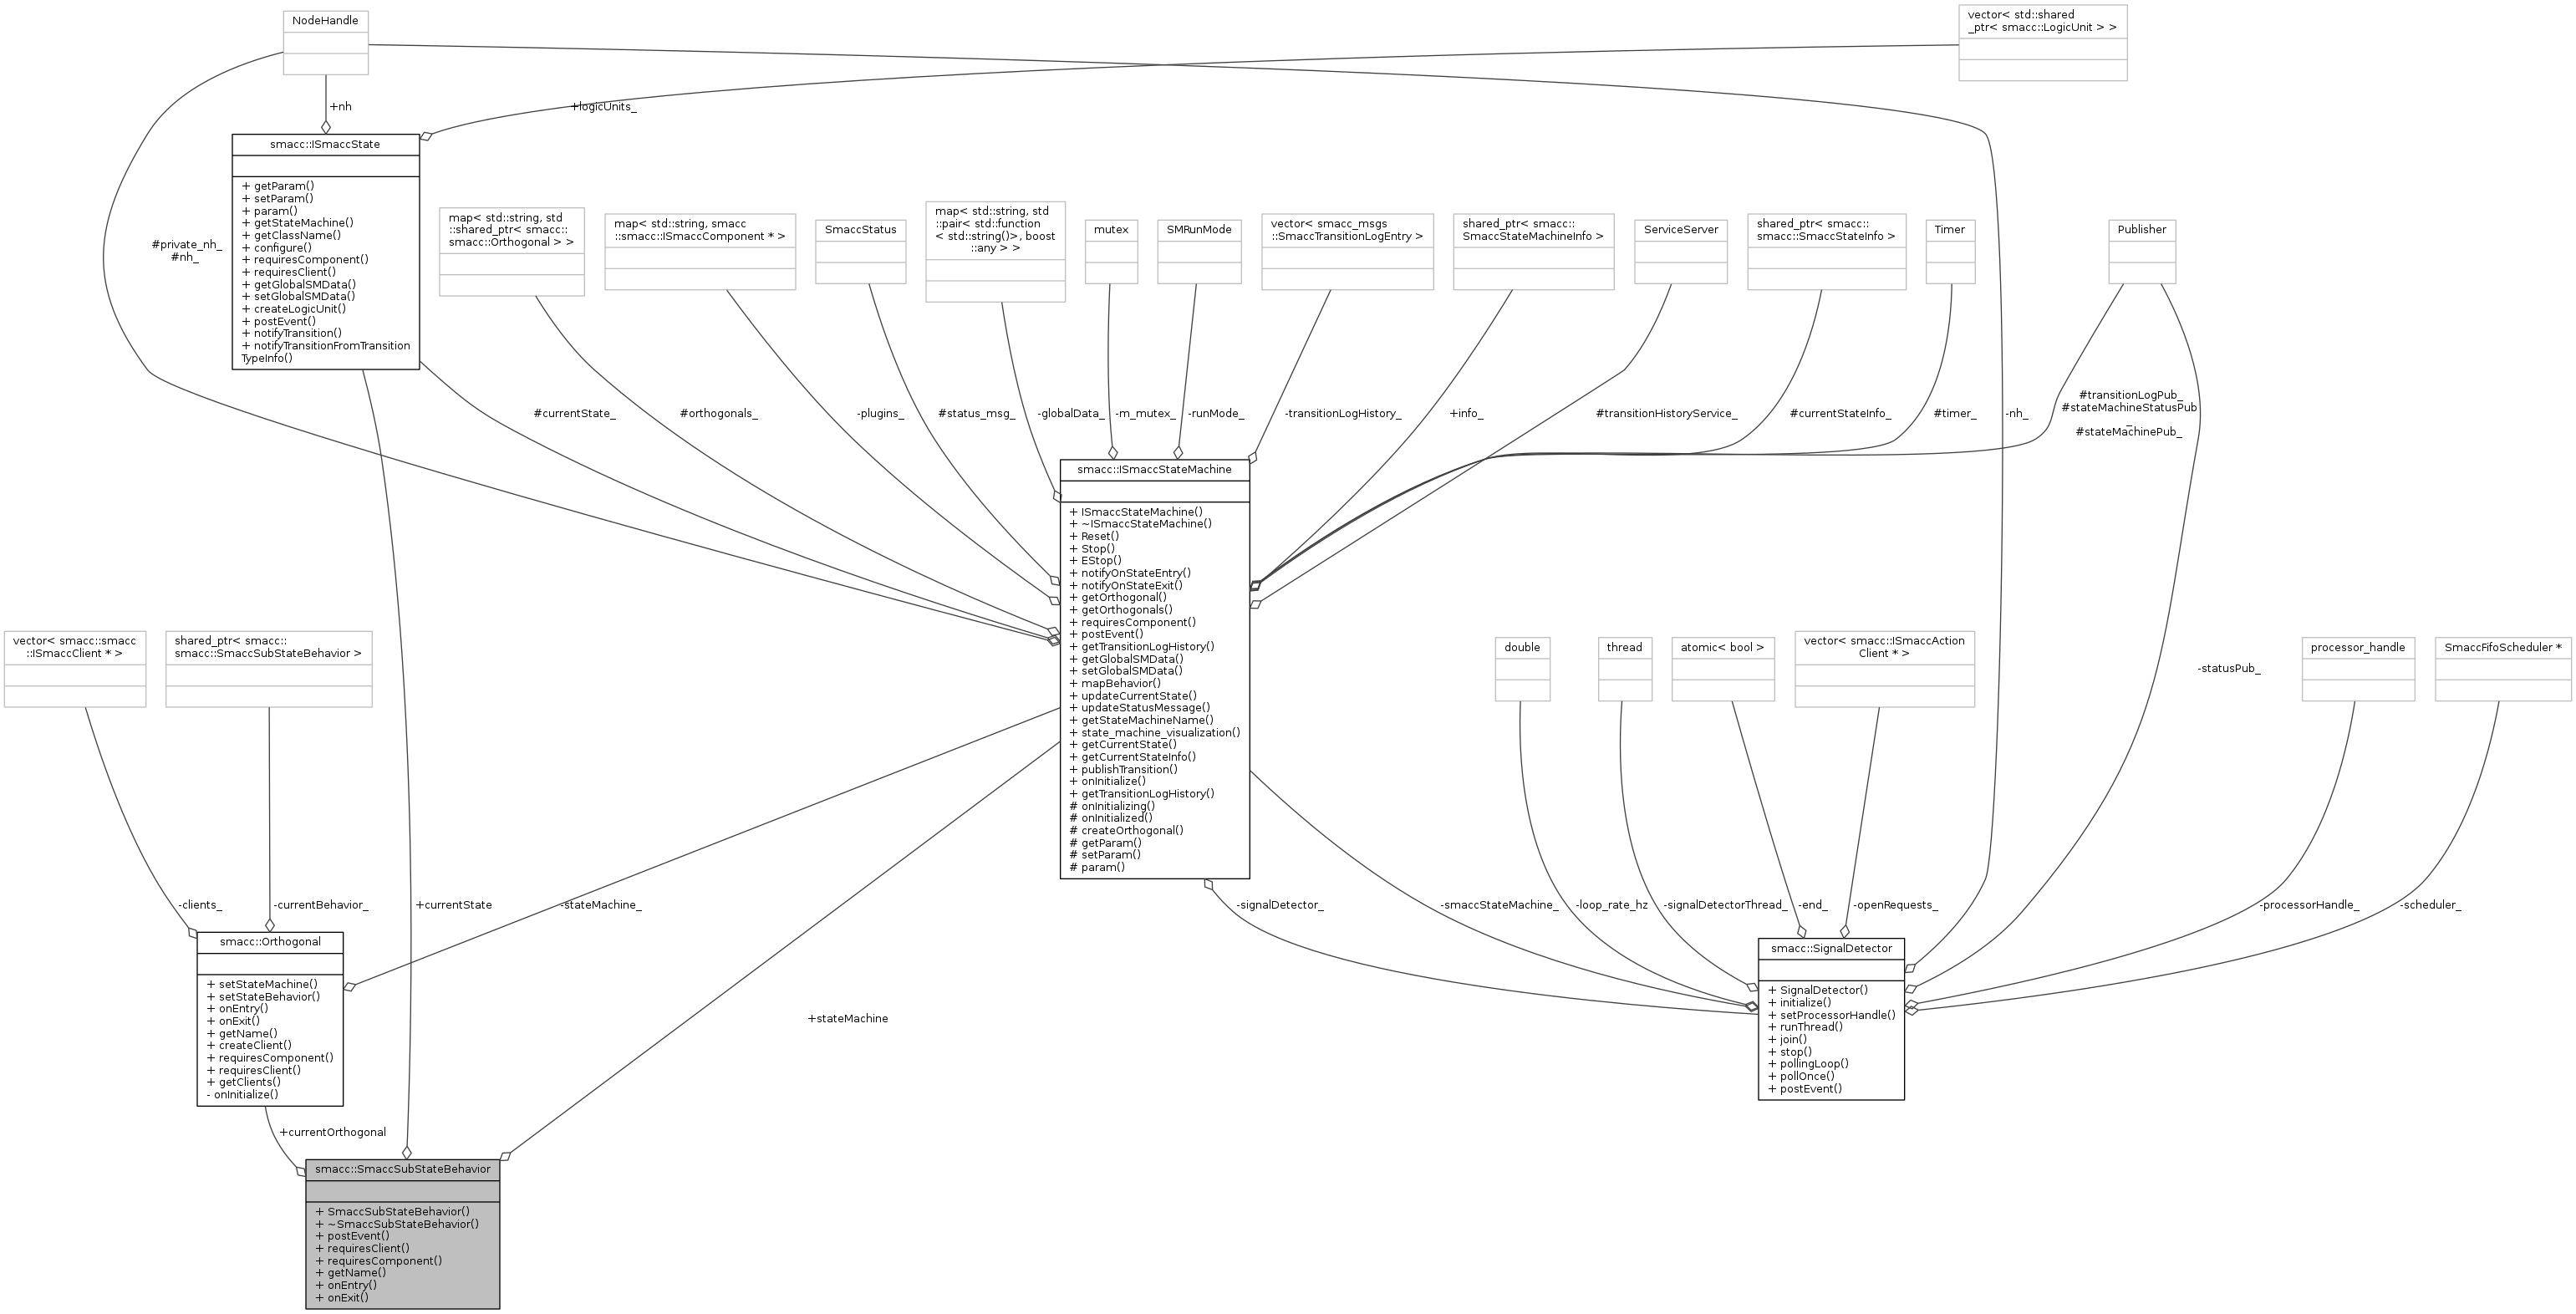 NodeHandle
vector< std::shared
_ptr< smacc::LogicUnit > >
+nh
+logicUnits_
smacc::ISmaccState
+ getParam()
+ setParam()
+ param()
+ getStateMachine()
+ getClassName()
+ configure()
+ requiresComponent()
+ requiresClient()
+ getGlobalSMData()
+ setGlobalSMData()
+ createLogicUnit()
+ postEvent()
+ notifyTransition()
+ notifyTransitionFromTransition
TypeInfo()
#private_nh_
#nh_
map< std::string, std
::shared_ptr< smacc::
smacc::Orthogonal > >
map< std::string, smacc
::smacc::ISmaccComponent * >
SmaccStatus
map< std::string, std
::pair< std::function
< std::string()>, boost
::any > >
mutex
SMRunMode
vector< smacc_msgs
::SmaccTransitionLogEntry >
shared_ptr< smacc::
SmaccStateMachineInfo >
ServiceServer
shared_ptr< smacc::
smacc::SmaccStateInfo >
Timer
Publisher
#currentState_
#orthogonals_
-plugins_
#status_msg_
-globalData_
-m_mutex_
-runMode_
-transitionLogHistory_
+info_
#transitionHistoryService_
#currentStateInfo_
#timer_
#transitionLogPub_
#stateMachineStatusPub
_
#stateMachinePub_
-nh_
smacc::ISmaccStateMachine
+ ISmaccStateMachine()
+ ~ISmaccStateMachine()
+ Reset()
+ Stop()
+ EStop()
+ notifyOnStateEntry()
+ notifyOnStateExit()
+ getOrthogonal()
+ getOrthogonals()
+ requiresComponent()
+ postEvent()
+ getTransitionLogHistory()
+ getGlobalSMData()
+ setGlobalSMData()
+ mapBehavior()
+ updateCurrentState()
+ updateStatusMessage()
+ getStateMachineName()
+ state_machine_visualization()
+ getCurrentState()
+ getCurrentStateInfo()
+ publishTransition()
+ onInitialize()
+ getTransitionLogHistory()
# onInitializing()
# onInitialized()
# createOrthogonal()
# getParam()
# setParam()
# param()
vector< smacc::smacc
::ISmaccClient * >
shared_ptr< smacc::
smacc::SmaccSubStateBehavior >
double
thread
atomic< bool >
vector< smacc::ISmaccAction
Client * >
-statusPub_
processor_handle
SmaccFifoScheduler *
-clients_
-currentBehavior_
+currentState
-stateMachine_
-signalDetector_
-smaccStateMachine_
-loop_rate_hz
-signalDetectorThread_
-end_
-openRequests_
-processorHandle_
-scheduler_
smacc::Orthogonal
+ setStateMachine()
+ setStateBehavior()
+ onEntry()
+ onExit()
+ getName()
+ createClient()
+ requiresComponent()
+ requiresClient()
+ getClients()
- onInitialize()
+stateMachine
smacc::SignalDetector
+ SignalDetector()
+ initialize()
+ setProcessorHandle()
+ runThread()
+ join()
+ stop()
+ pollingLoop()
+ pollOnce()
+ postEvent()
+currentOrthogonal
smacc::SmaccSubStateBehavior
+ SmaccSubStateBehavior()
+ ~SmaccSubStateBehavior()
+ postEvent()
+ requiresClient()
+ requiresComponent()
+ getName()
+ onEntry()
+ onExit()